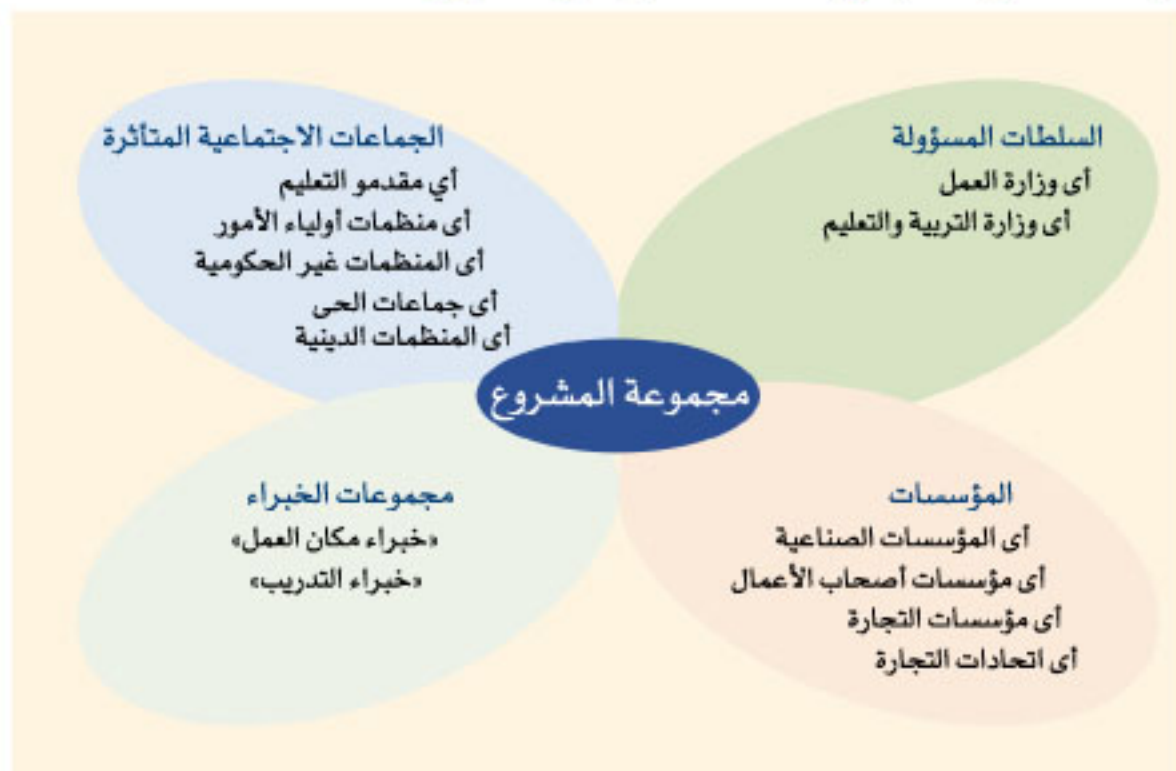 السلطات المسؤولة
أى وزارة العمل
أى وزارة التربية والتعليم
الجماعات الاجتماعية المتأثرة
أي مقدمو التعليم
أى منظمات أولياء الأمور
أى المنظمات غير الحكومية
أى جماعات الحى
أى المنظمات الدينية
مجموعة المشروع
المؤسسات
أى المؤسسات الصناعية
أى مؤسسات أصحاب الأعمال
أى مؤسسات التجارة
أى اتحادات التجارة
مجموعات الخبراء
«خبراء مكان العمل»
«خبراء التدريب»